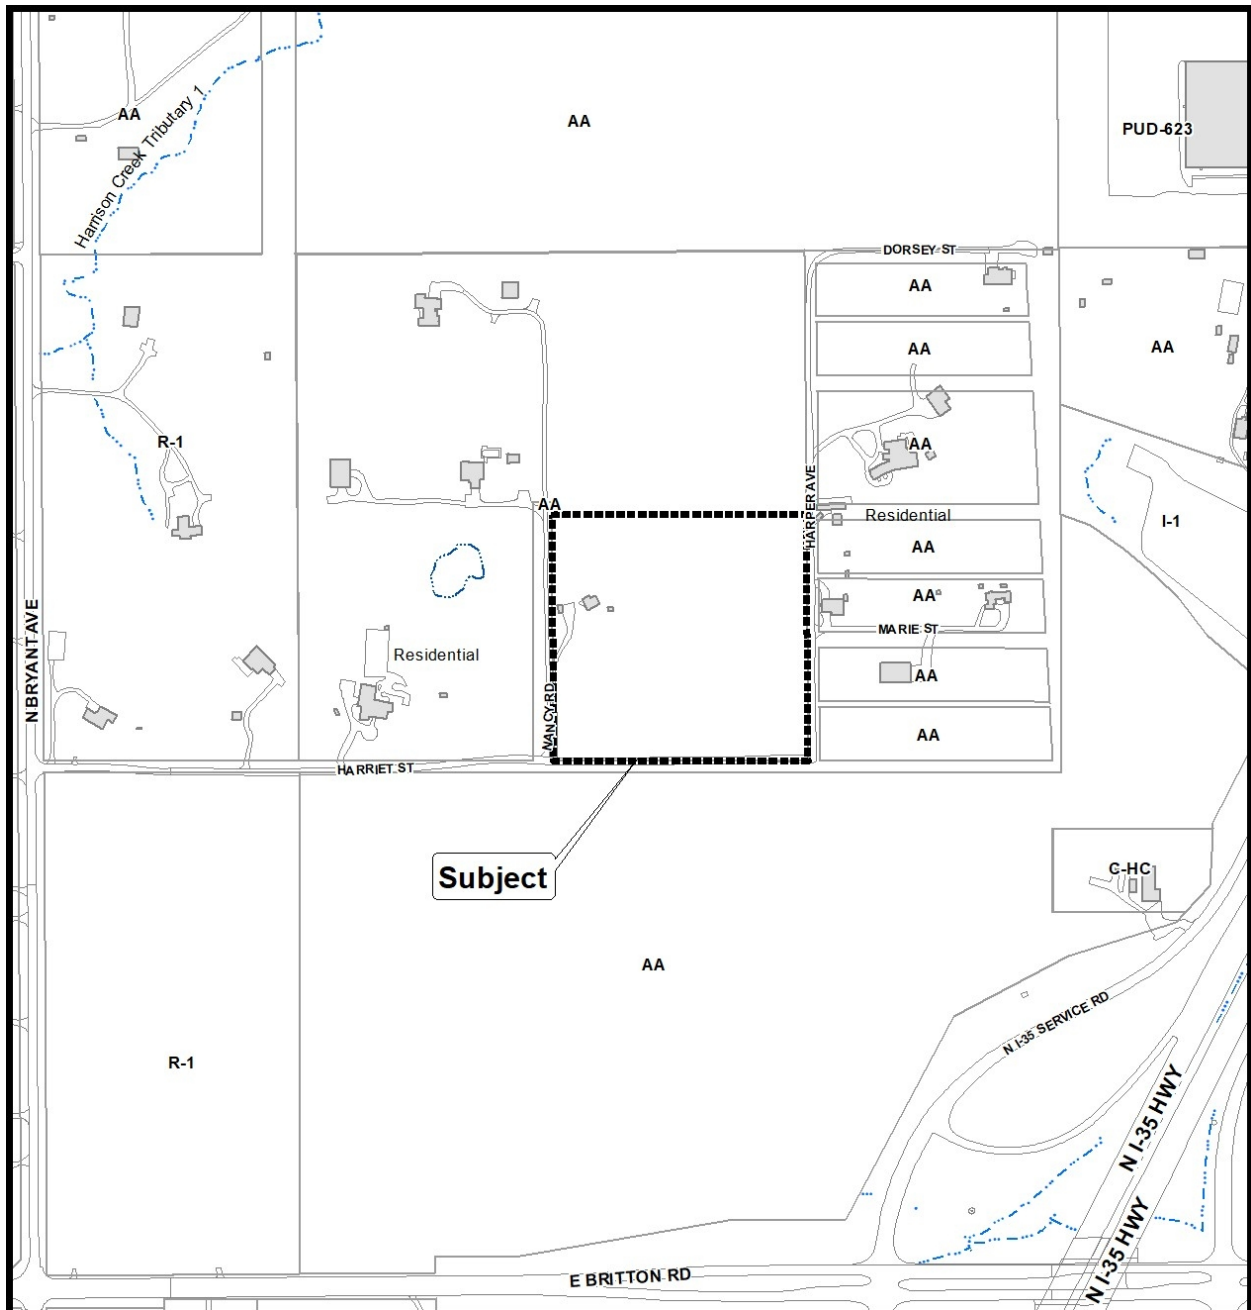 AA
Harrison Creek Tributary 1
AA
PUD-623
DORSEY ST
AA
AA
AA
R-1
AA
HARPER AVE
AA
Residential
I-1
AA
AA
MARIE ST
N BRYANT AVE
Residential
NANCY RD
AA
AA
HARRIET ST
Subject
C-HC
AA
N I-35 SERVICE RD
R-1
N I-35 HWY
N I-35 HWY
E BRITTON RD